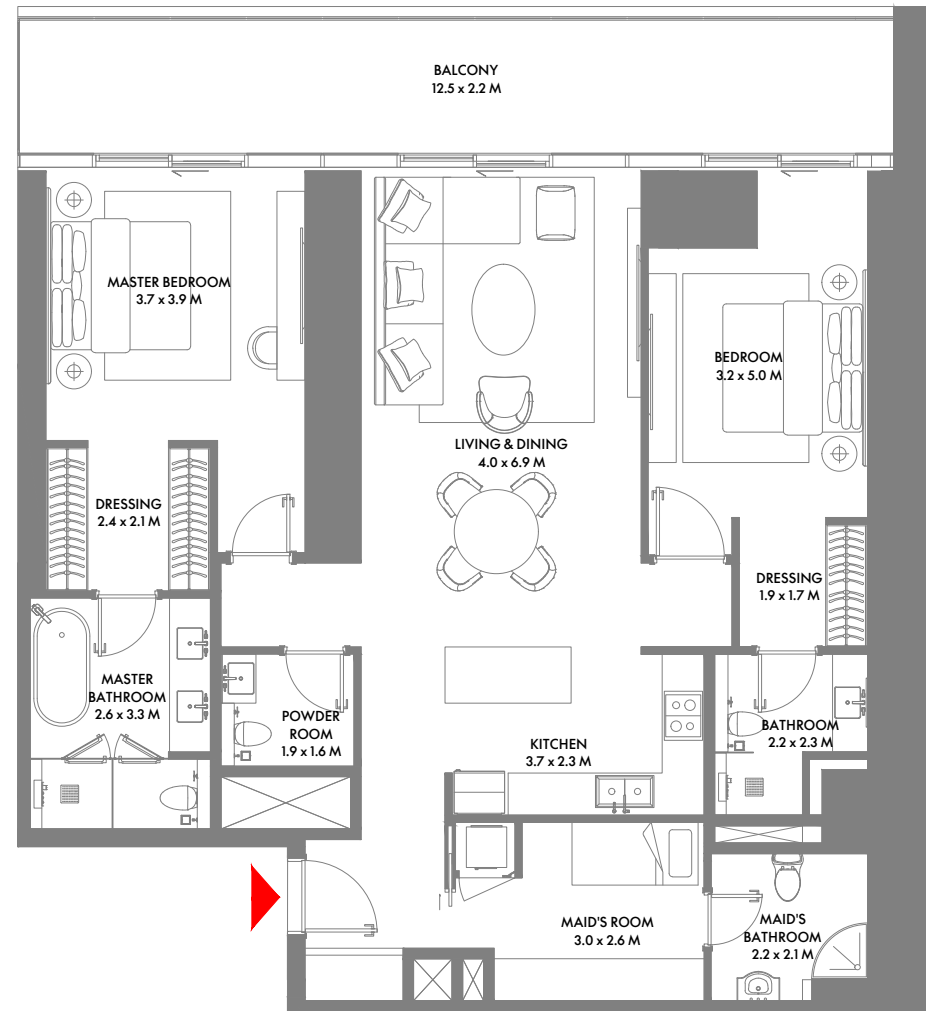 BALCONY
12.5 x 2.2 M
MASTER BEDROOM
3.7 x 3.9 M
BEDROOM
3.2 x 5.0 M
LIVING & DINING
4.0 x 6.9 M
DRESSING
2.4 x 2.1 M
DRESSING
1.9 x 1.7 M
MASTER
BATHROOM
2.6 x 3.3 M
POWDER
ROOM
1.9 x 1.6 M
KITCHEN
3.7 x 2.3 M
BATHROOM
2.2 x 2.3 M
MAID'S ROOM
3.0 x 2.6 M
MAID'S
BATHROOM
2.2 x 2.1 M